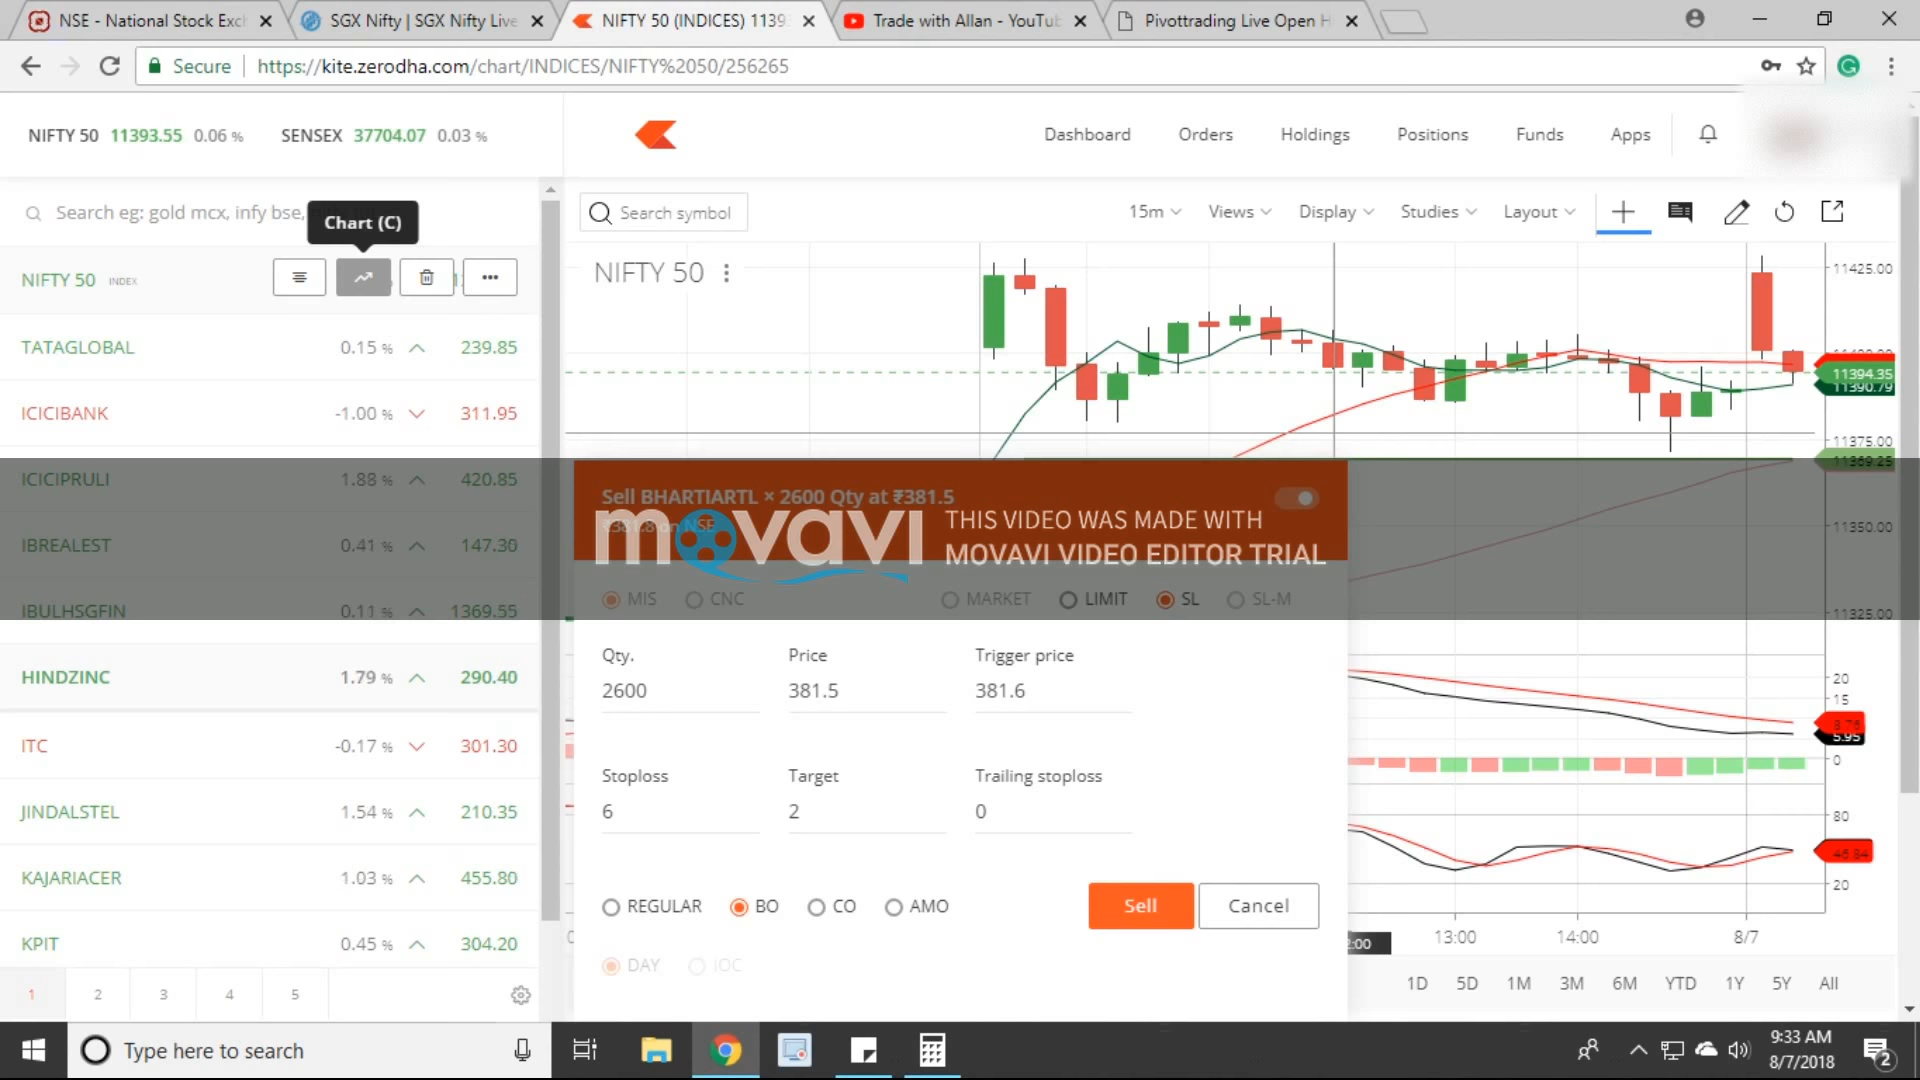 NSE - National Stock Exc
SGX Nifty | SGX Nifty Live
NIFTY 50 (INDICES) 1139
Trade with Allan - YouTub
Pivottrading Live Open H
Secure
https://kite.zerodha.com/chart/INDICES/NIFTY%2050/256265
NIFTY 50 11393.55 0.06 %
SENSEX 37704.07 0.03 %
Dashboard
Orders
Holdings
Positions
Funds
Apps
Search eg: gold mcx, infy bse,
Chart (C)
Search symbol
15m
Views
Display
Studies
Layout
NIFTY 50 INDEX
TATAGLOBAL 0.15 % 239.85
ICICIBANK -1.00 % 311.95
ICICIPRULI 1.88 % 420.85
IBREALEST 0.41 % 147.30
IBULHSGFIN 0.11 % 1369.55
HINDZINC 1.79 % 290.40
ITC -0.17 % 301.30
JINDALSTEL 1.54 % 210.35
KAJARIACER 1.03 % 455.80
KPIT 0.45 % 304.20
1 2 3 4 5
NIFTY 50
11425.00
11394.35
11390.79
11375.00
11369.25
11350.00
11325.00
20
15
8.76
5.95
0
80
46.84
20
Sell BHARTIARTL × 2600 Qty at ₹381.5
₹381.8 on NSE
movavi
THIS VIDEO WAS MADE WITH
MOVAVI VIDEO EDITOR TRIAL
MIS CNC MARKET LIMIT SL SL-M
Qty. Price Trigger price
2600 381.5 381.6
Stoploss Target Trailing stoploss
6 2 0
REGULAR BO CO AMO
Sell Cancel
DAY IOC
2:00 13:00 14:00 8/7
1D 5D 1M 3M 6M YTD 1Y 5Y All
Type here to search
9:33 AM
8/7/2018
2